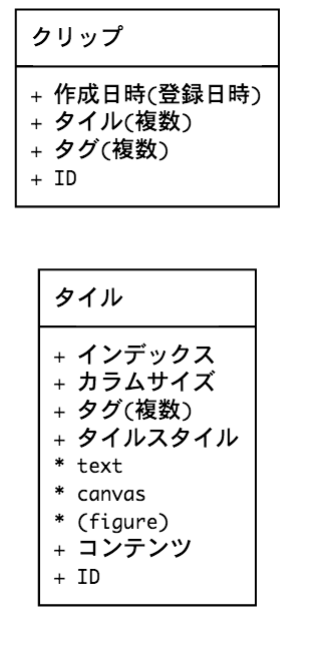 クリップ
+ 作成日時(登録日時)
+ タイル(複数)
+ タグ(複数)
+ ID
タイル
+ インデックス
+ カラムサイズ
+ タグ(複数)
+ タイルスタイル
* text
* canvas
* (figure)
+ コンテンツ
+ ID